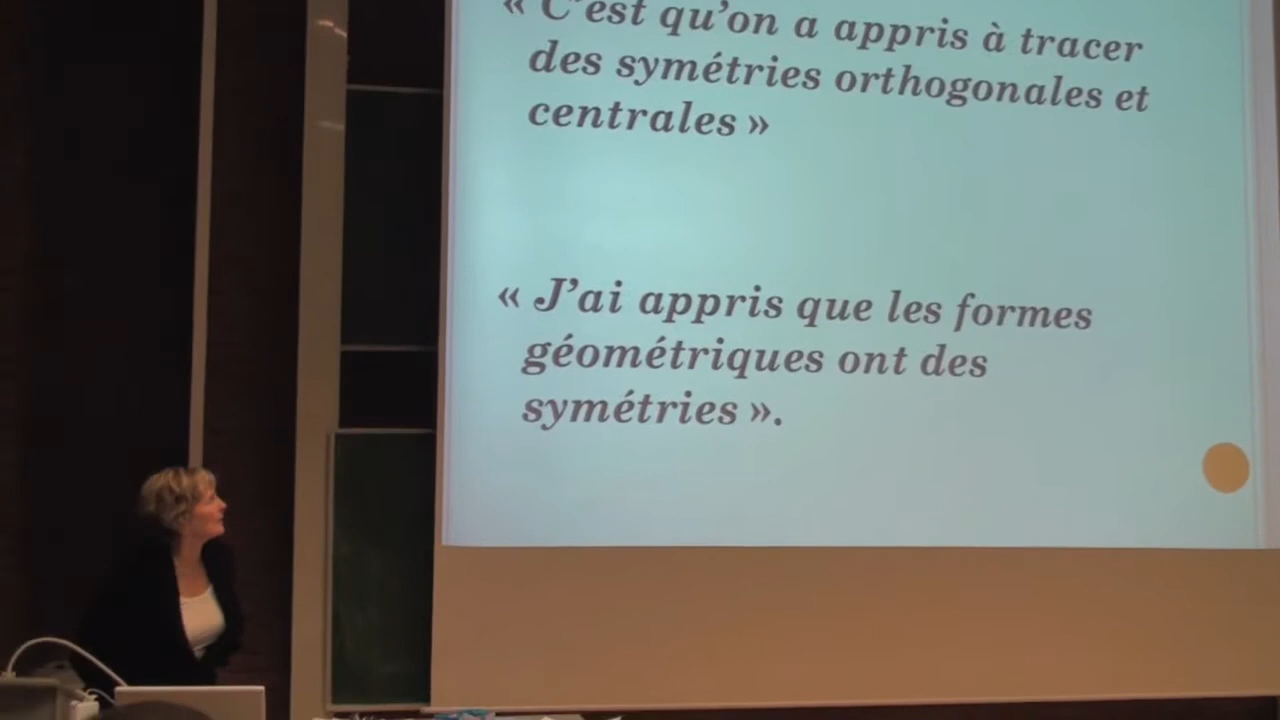 « C'est qu'on a appris à tracer
des symétries orthogonales et
centrales »
« J'ai appris que les formes
géométriques ont des
symétries ».